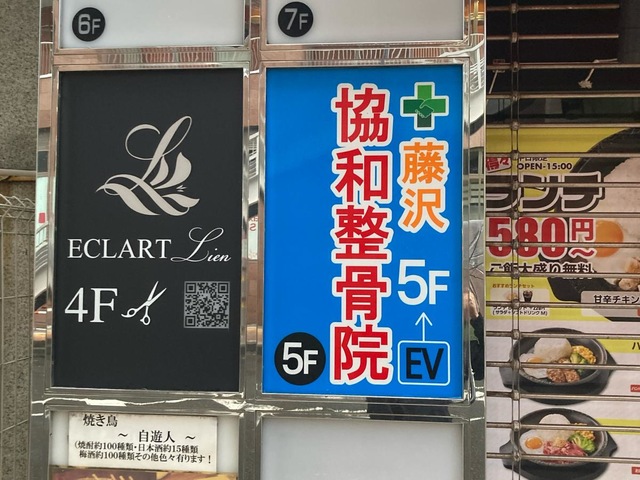 6F
7F
ECLART Lien
4F
藤沢
協和整骨院
5F
5F
EV
焼き鳥
～ 自遊人 ～
(焼酎約100種類・日本酒約15種類
梅酒約100種類その他色々有ります！
OPEN-15:00
ランチ
580円～
ご飯大盛り無料
甘辛チキン